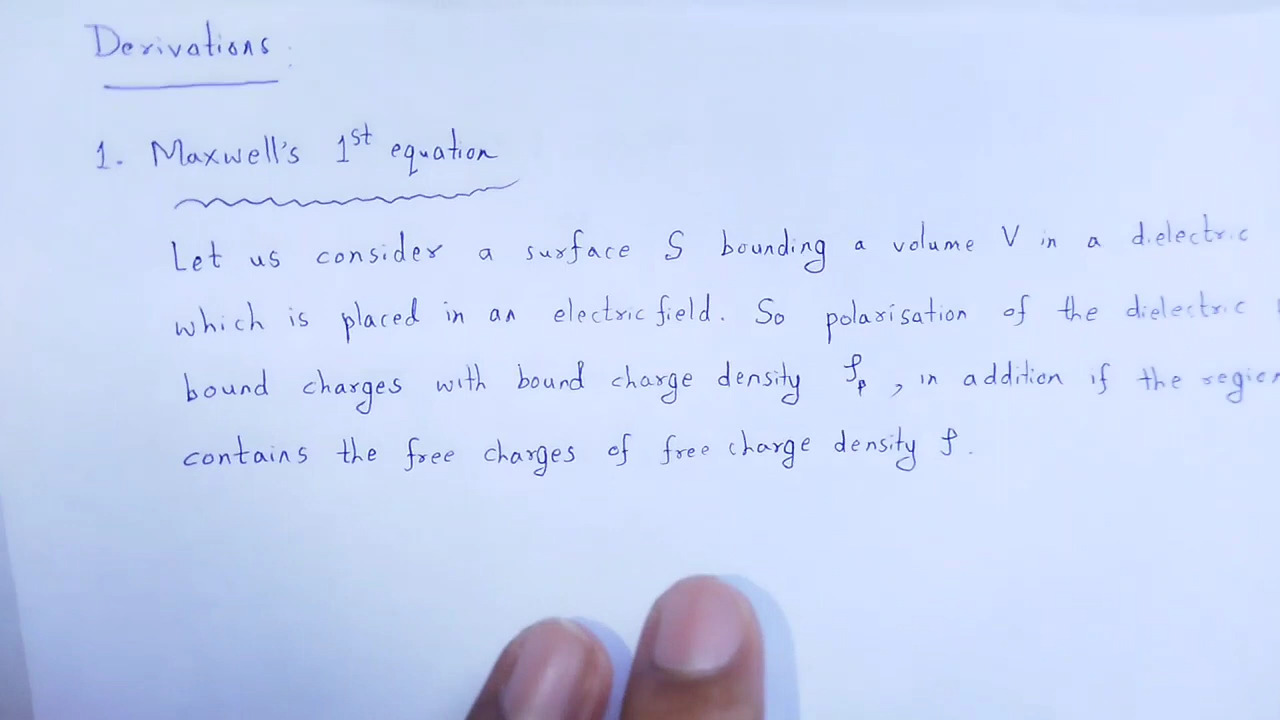 Derivations
1. Maxwell's 1st equation
Let us consider a surface S bounding a volume V in a dielectric
which is placed in an electric field. So polarisation of the dielectric
bound charges with bound charge density ρp , in addition if the region
contains the free charges of free charge density ρ.